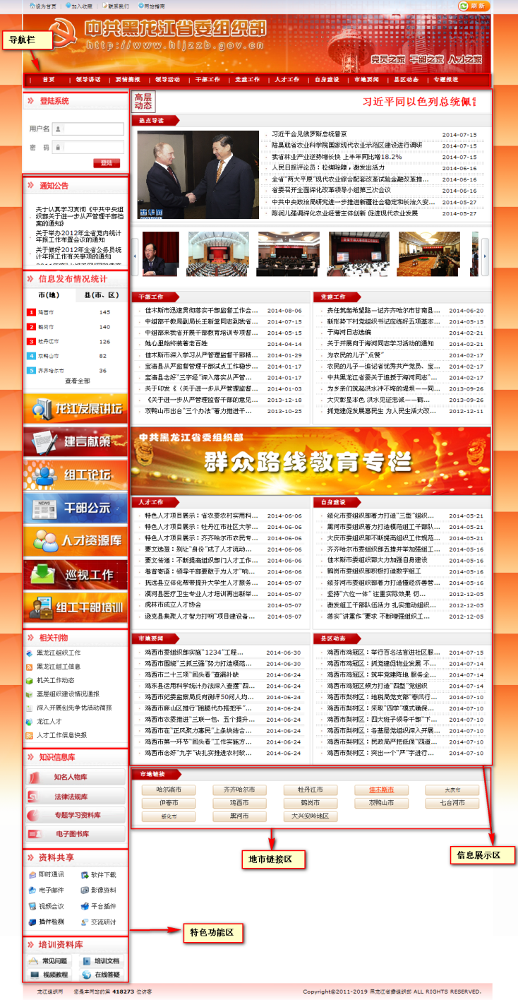 设为首页 | 加入收藏 | 联系我们 | 网站指南
刷 新
中共黑龙江省委组织部
http://www.hljzzb.gov.cn
党员之家 干部之家 人才之家
导航栏
首页 | 领导讲话 | 要情摘报 | 领导活动 | 干部工作 | 党建工作 | 人才工作 | 自身建设 | 市地要闻 | 县区动态 | 专题报道
登陆系统
用户名
密 码
登陆
高层动态
习近平同以色列总统佩
热点导读
习近平会见俄罗斯总统普京 2014-07-15
陆昊就省农业科学院国家现代农业示范区建设进行调研 2014-07-15
我省林业产业逆势增长快 上半年同比增18.2% 2014-07-15
人民日报评论员：松绑除障，激发出活力 2014-06-16
全省"两大平原"现代农业综合配套改革试验金融改革推... 2014-06-16
省委召开全面深化改革领导小组第三次会议 2014-06-16
中共中央政治局研究进一步推进新疆社会稳定和长治久安... 2014-05-27
陈润儿强调深化农业经营主体创新 促进现代农业发展 2014-05-27
新华网
通知公告
关于认真学习贯彻《中共中央组
织部关于进一步从严管理干部档
案的通知》
关于举办2012年全省党内统计
年报工作布置会议的通知
关于做好2012年全省公务员统
计年报工作有关事项的通知
信息发布情况统计
市(地) 县(市、区)
1 鸡西市 145
2 鹤岗市 140
3 牡丹江市 126
4 双鸭山市 82
5 齐齐哈尔市 36
查看全部
龙江发展讲坛
建言献策
组工论坛
干部公示
人才资源库
巡视工作
组工干部培训
干部工作
佳木斯市迅速贯彻落实干部监督工作会... 2014-08-06
中组部干教局副局长王新堂同志到我省... 2014-07-15
中组部来我省开展干部教育培训专项督... 2014-05-15
她心里始终装着老百姓 2014-04-14
佳木斯市深入学习从严管理监督干部精... 2014-01-29
宝清县从严监督管理干部试点工作稳步... 2014-01-17
宝清县念好"三字经"深入落实从严管... 2014-01-17
关于印发《〈关于进一步从严管理监督... 2014-01-03
《关于进一步从严管理监督干部的意见... 2013-12-18
双鸭山市出台"三个办法"着力推进干... 2013-10-25
党建工作
责任筑起希望路—记齐齐哈尔市甘南县... 2014-06-20
新形势下村党组织书记应练好五项基本... 2014-05-15
于海河日志选编 2014-02-21
关于开展向于海河同志学习活动的通知 2014-02-21
为农民的儿子"点赞" 2014-02-17
农民的儿子—追记省优秀共产党员、宝... 2014-02-17
中共黑龙江省委关于追授于海河同志"... 2014-02-17
为乡亲们筑起洪水冲不垮的堤坝——同... 2013-09-26
大灾彰显本色 洪水见证忠诚——鹤... 2013-09-26
抓党建促发展惠民生 为人民生活大改... 2012-12-11
中共黑龙江省委组织部
群众路线教育专栏
人才工作
特色人才项目展示：省农委农村实用科... 2014-06-06
特色人才项目展示：牡丹江市社区大学... 2014-06-06
特色人才项目展示：齐齐哈尔市农民专... 2014-06-06
要文选登：别让"身份"成了人才流动... 2014-06-06
要文传递：不断提高组织部门人才工作... 2014-06-06
卷首寄语：领导干部要敢于为人才"呐... 2014-06-06
抚远县立体化帮带提升大学生人才服务... 2014-05-07
漠河县医疗卫生专业人才培训再出新举... 2014-05-07
虎林市成立人才协会 2014-05-07
逊克县集聚人才智力打响"项目建设备... 2014-05-07
自身建设
绥化市委组织部着力打造"三型"组织... 2014-05-21
黑河市委组织着力打造模范组工干部队... 2014-05-21
大庆市委组织部不断提高组织工作规范... 2014-05-21
齐齐哈尔市委组织部五措并举加强组工... 2014-05-16
佳木斯市委组织部大力加强自身建设 2014-05-16
鹤岗市委组织部积极打造数字组工 2014-05-16
绥芬河市委组织部着力打造懂经济善管... 2014-05-16
坚持"六位一体" 注重实际效果 切... 2012-12-05
激发组工干部队伍活力 扎实推动组织... 2012-12-05
落实"讲重作"要求 不断增强组织工... 2012-12-05
市地要闻
鸡西市委组织部实施"1234"工程... 2014-06-30
鸡西市围绕"三抓三强"努力打造模范... 2014-06-30
鸡西市二十三项"回头看"查漏补缺 2014-06-24
鸡东县运用科学统计办法深入查摆"四... 2014-06-24
鸡西市纪委监察局反向测评50问人均... 2014-06-24
鸡西市麻山区推行"跑腿代办搭把手"... 2014-06-24
鸡西市农委推进"三联一包、五个提升... 2014-06-24
鸡西市在"正风聚力惠民"上条块结合... 2014-06-24
鸡西市第一环节"回头看"工作实施方... 2014-06-24
鸡西市念好"九字"诀扎实推进农村软... 2014-06-24
县区动态
鸡西市鸡冠区：举行百名法官进社区服... 2014-07-15
鸡西市鸡冠区：抓党建促物业发展 不... 2014-07-14
鸡西市鸡冠区：筑牢党建阵地 服务企... 2014-07-14
鸡西市鸡冠区倾力打造"四型"党组织 2014-07-14
鸡西市梨树区：地税局党支部"春风行... 2014-07-10
鸡西市梨树区：采取"四学"模式确保... 2014-07-10
鸡西市梨树区：四大班子领导干部"下... 2014-07-10
鸡西市梨树区：名基层党组织深入开展... 2014-07-10
鸡西市梨树区：民政局严把低保"四道... 2014-07-10
鸡西市梨树区：突出一个"严"字进行... 2014-07-10
相关刊物
黑龙江组织工作
黑龙江组工信息
机关工作动态
基层组织建设情况通报
深入开展创先争优活动简报
龙江人才
人才工作信息快报
知识信息库
知名人物库
法律法规库
专题学习资料库
电子图书库
市地链接
哈尔滨市 齐齐哈尔市 牡丹江市 佳木斯市 大庆市
伊春市 鸡西市 鹤岗市 双鸭山市 七台河市
绥化市 黑河市 大兴安岭地区
地市链接区
信息展示区
资料共享
即时通讯 软件下载
电子邮件 影像资料
视频会议 平台插件
插件检测 交流研讨
特色功能区
培训资料库
常见问题 培训文档
视频教程 在线答疑
龙江组织网 您是本网站的第 418273 位访客
Copyright©2011-2019 黑龙江省委组织部 ALL RIGHTS RESERVED.